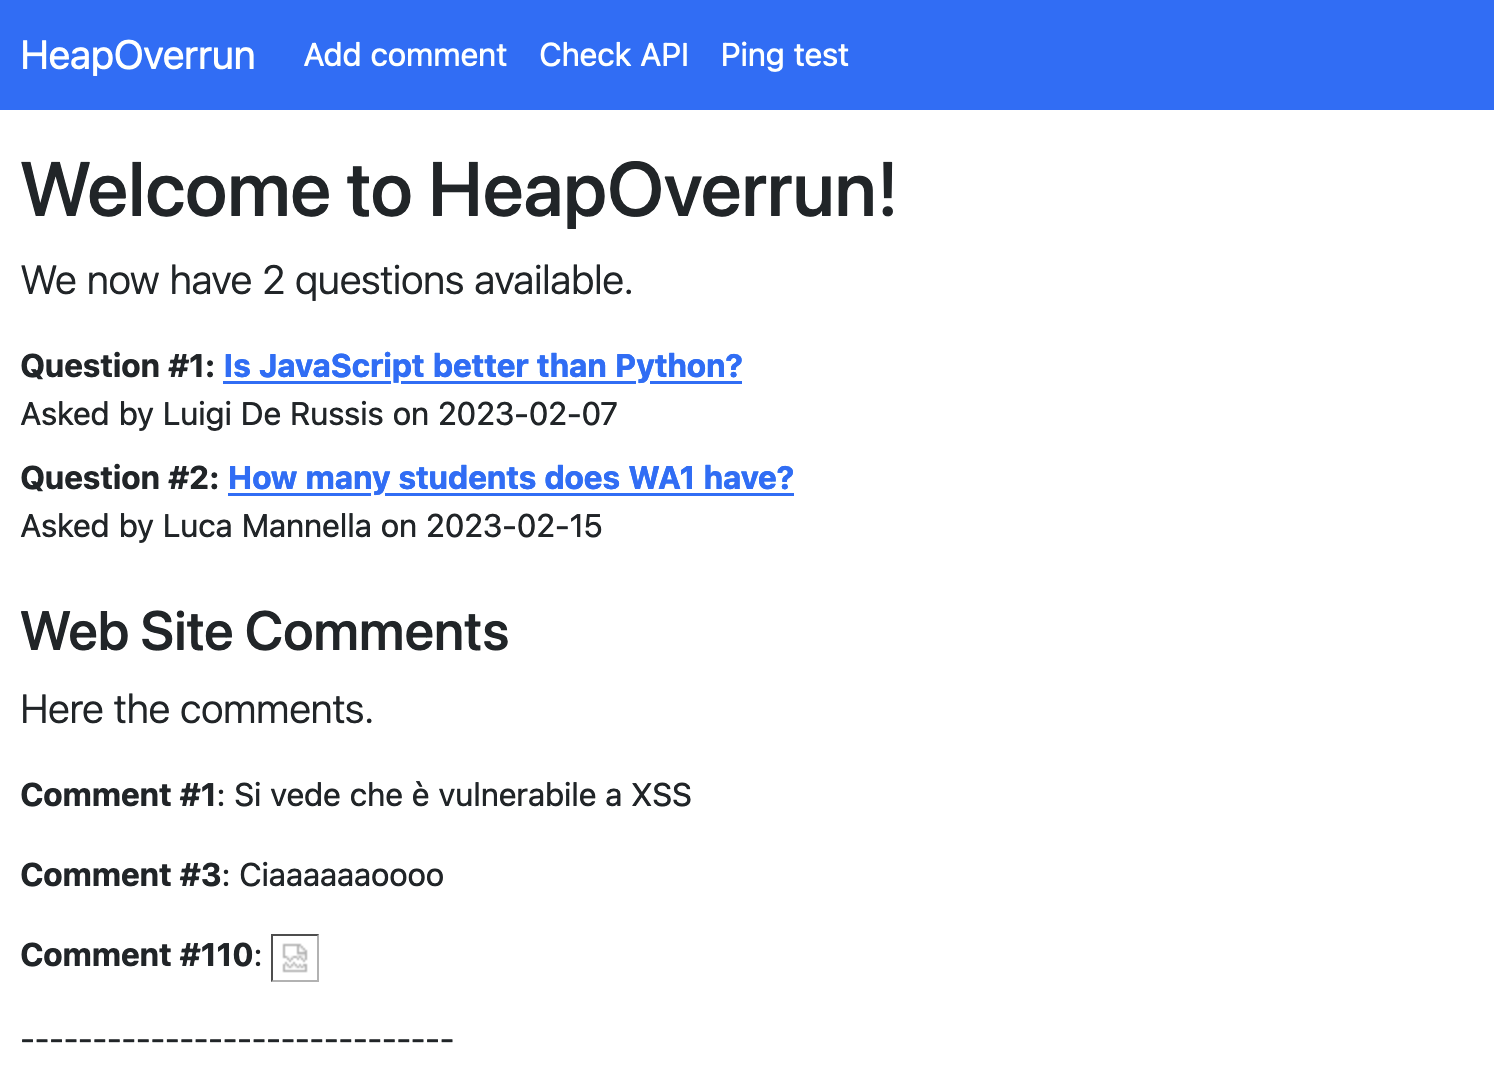 HeapOverrun Add comment Check API Ping test
Welcome to HeapOverrun!
We now have 2 questions available.
Question #1: Is JavaScript better than Python?
Asked by Luigi De Russis on 2023-02-07
Question #2: How many students does WA1 have?
Asked by Luca Mannella on 2023-02-15
Web Site Comments
Here the comments.
Comment #1: Si vede che è vulnerabile a XSS
Comment #3: Ciaaaaaaoooo
Comment #110:
------------------------------